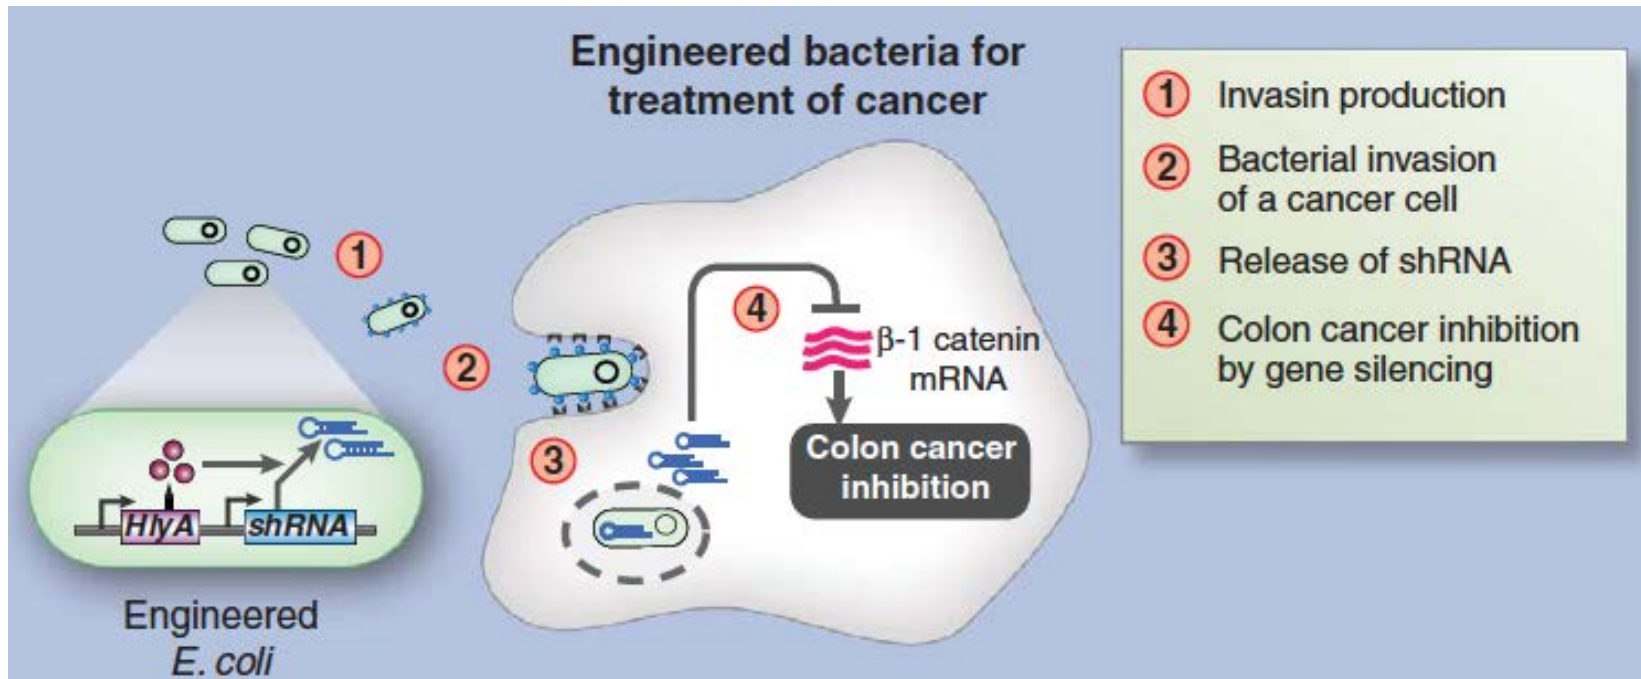 Engineered bacteria for
treatment of cancer
1 Invasin production
2 Bacterial invasion
of a cancer cell
3 Release of shRNA
4 Colon cancer inhibition
by gene silencing
1
2
3
4
β-1 catenin
mRNA
Colon cancer
inhibition
HlyA
shRNA
Engineered
E. coli